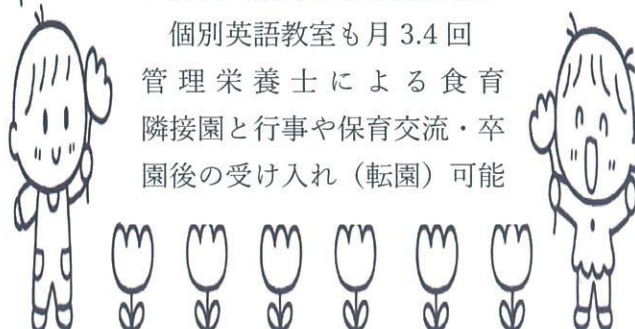 個別英語教室も月 3.4 回
管理栄養士による食育
隣接園と行事や保育交流・卒
園後の受け入れ（転園）可能